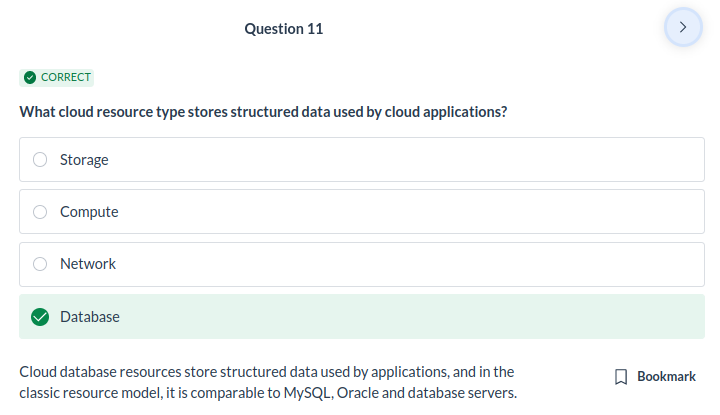 Question 11
CORRECT
What cloud resource type stores structured data used by cloud applications?
Storage
Compute
Network
Database
Cloud database resources store structured data used by applications, and in the
classic resource model, it is comparable to MySQL, Oracle and database servers.
Bookmark